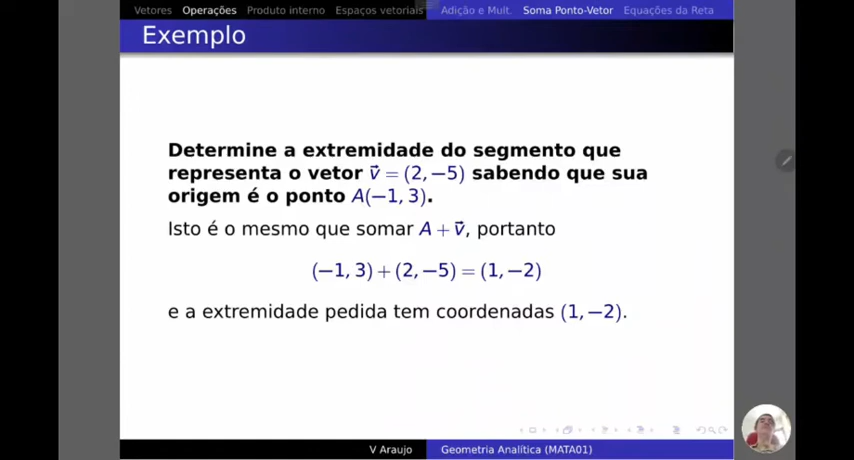 Vetores Operações Produto interno Espaços vetoriais Adição e Mult. Soma Ponto-Vetor Equações da Reta
Exemplo
Determine a extremidade do segmento que
representa o vetor v⃗ = (2, −5) sabendo que sua
origem é o ponto A(−1, 3).
Isto é o mesmo que somar A + v⃗, portanto
(−1, 3) + (2, −5) = (1, −2)
e a extremidade pedida tem coordenadas (1, −2).
V Araujo Geometria Analítica (MATA01)